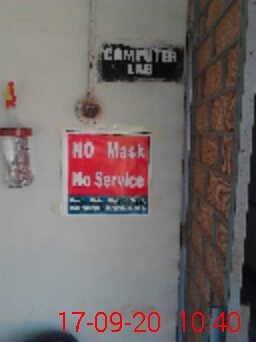 COMPUTER
LAB
NO Mask
No Service
17-09-20 10:40